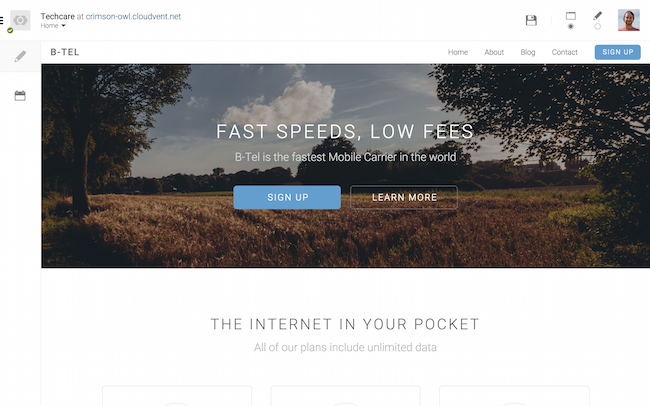 Techcare at crimson-owl.cloudvent.net
Home
B-TEL
Home About Blog Contact SIGN UP
FAST SPEEDS, LOW FEES
B-Tel is the fastest Mobile Carrier in the world
SIGN UP LEARN MORE
THE INTERNET IN YOUR POCKET
All of our plans include unlimited data